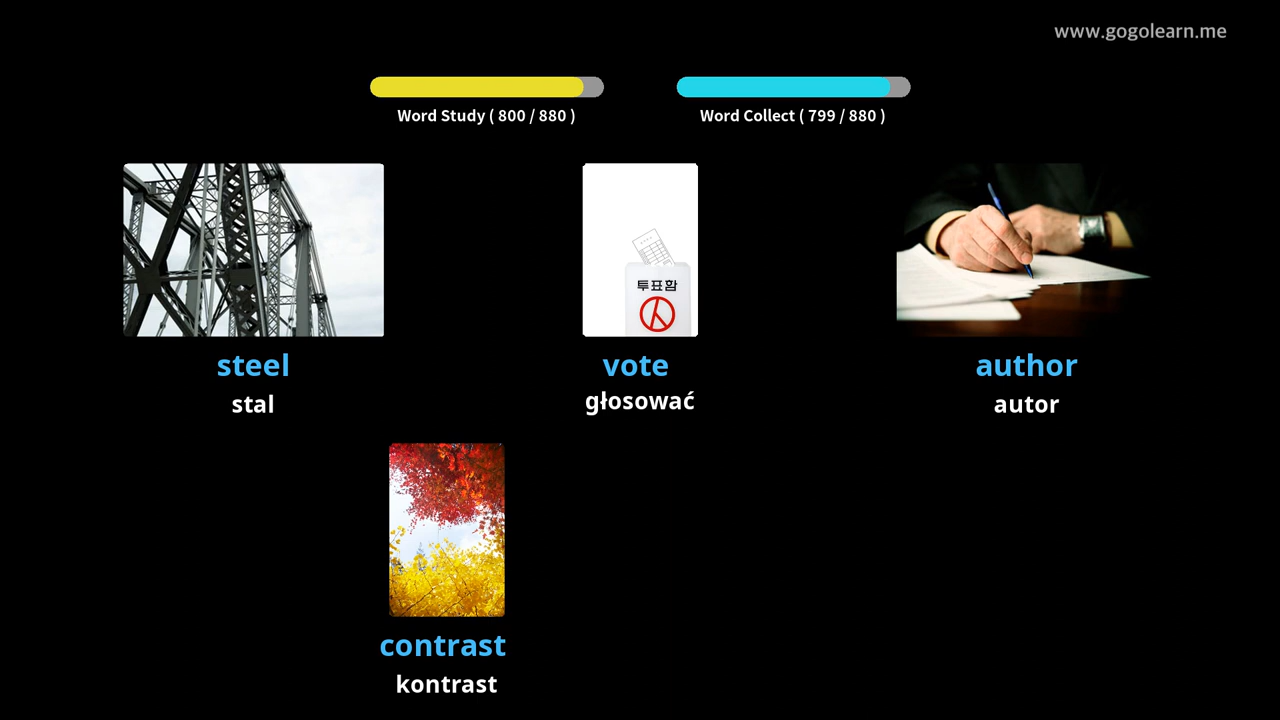 www.gogolearn.me
Word Study ( 800 / 880 )
Word Collect ( 799 / 880 )
투표함
steel
vote
author
stal
głosować
autor
contrast
kontrast